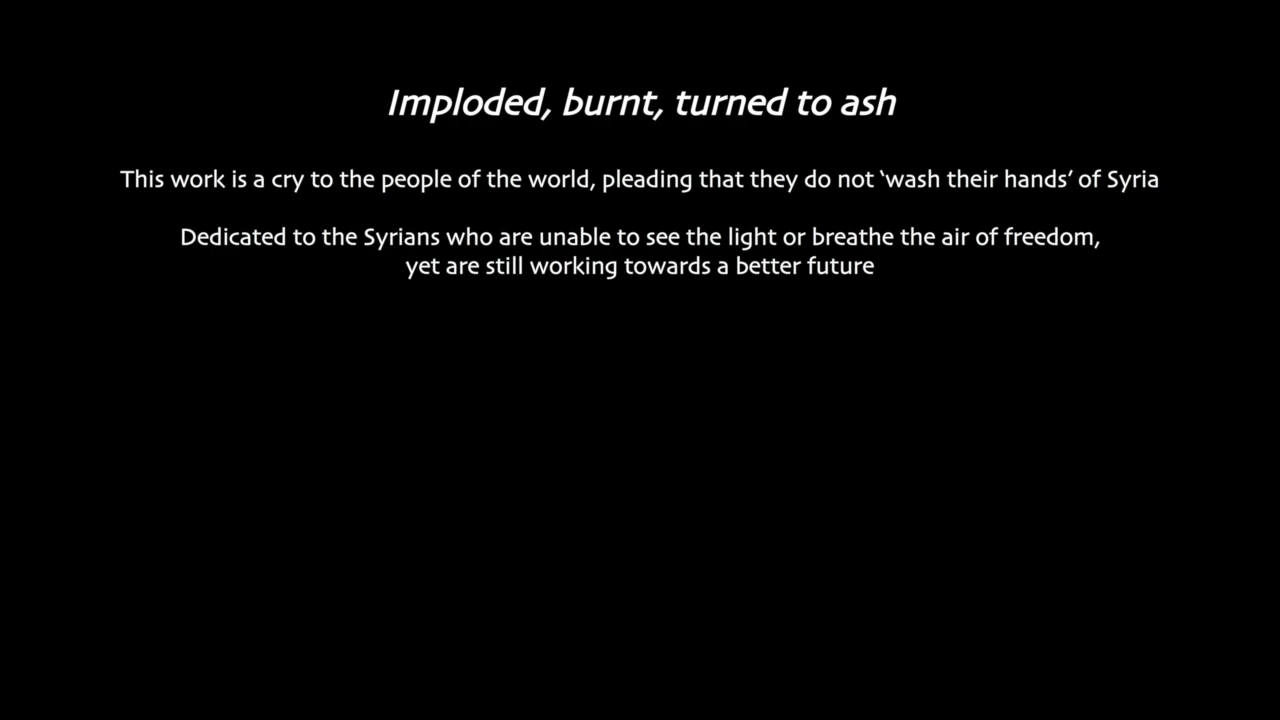 Imploded, burnt, turned to ash
This work is a cry to the people of the world, pleading that they do not ‘wash their hands’ of Syria
Dedicated to the Syrians who are unable to see the light or breathe the air of freedom,
yet are still working towards a better future